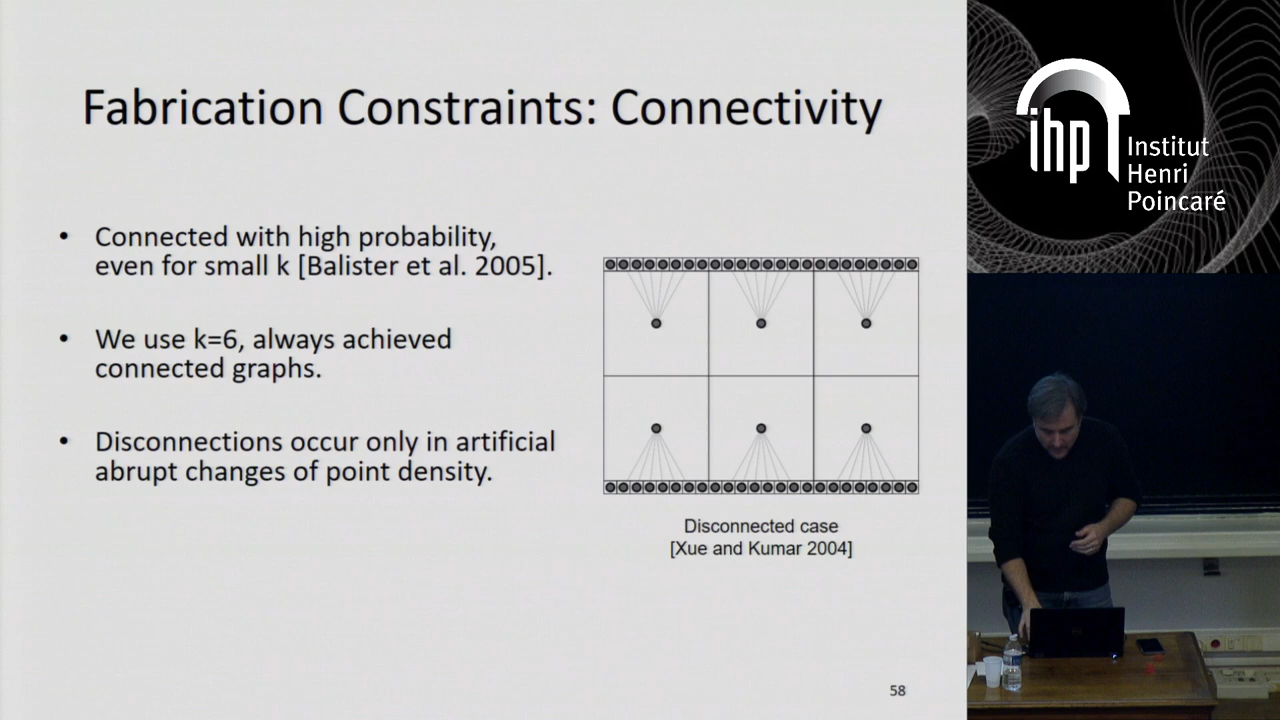 Fabrication Constraints: Connectivity
• Connected with high probability,
even for small k [Balister et al. 2005].
• We use k=6, always achieved
connected graphs.
• Disconnections occur only in artificial
abrupt changes of point density.
Disconnected case
[Xue and Kumar 2004]
58
ihp
Institut
Henri
Poincaré